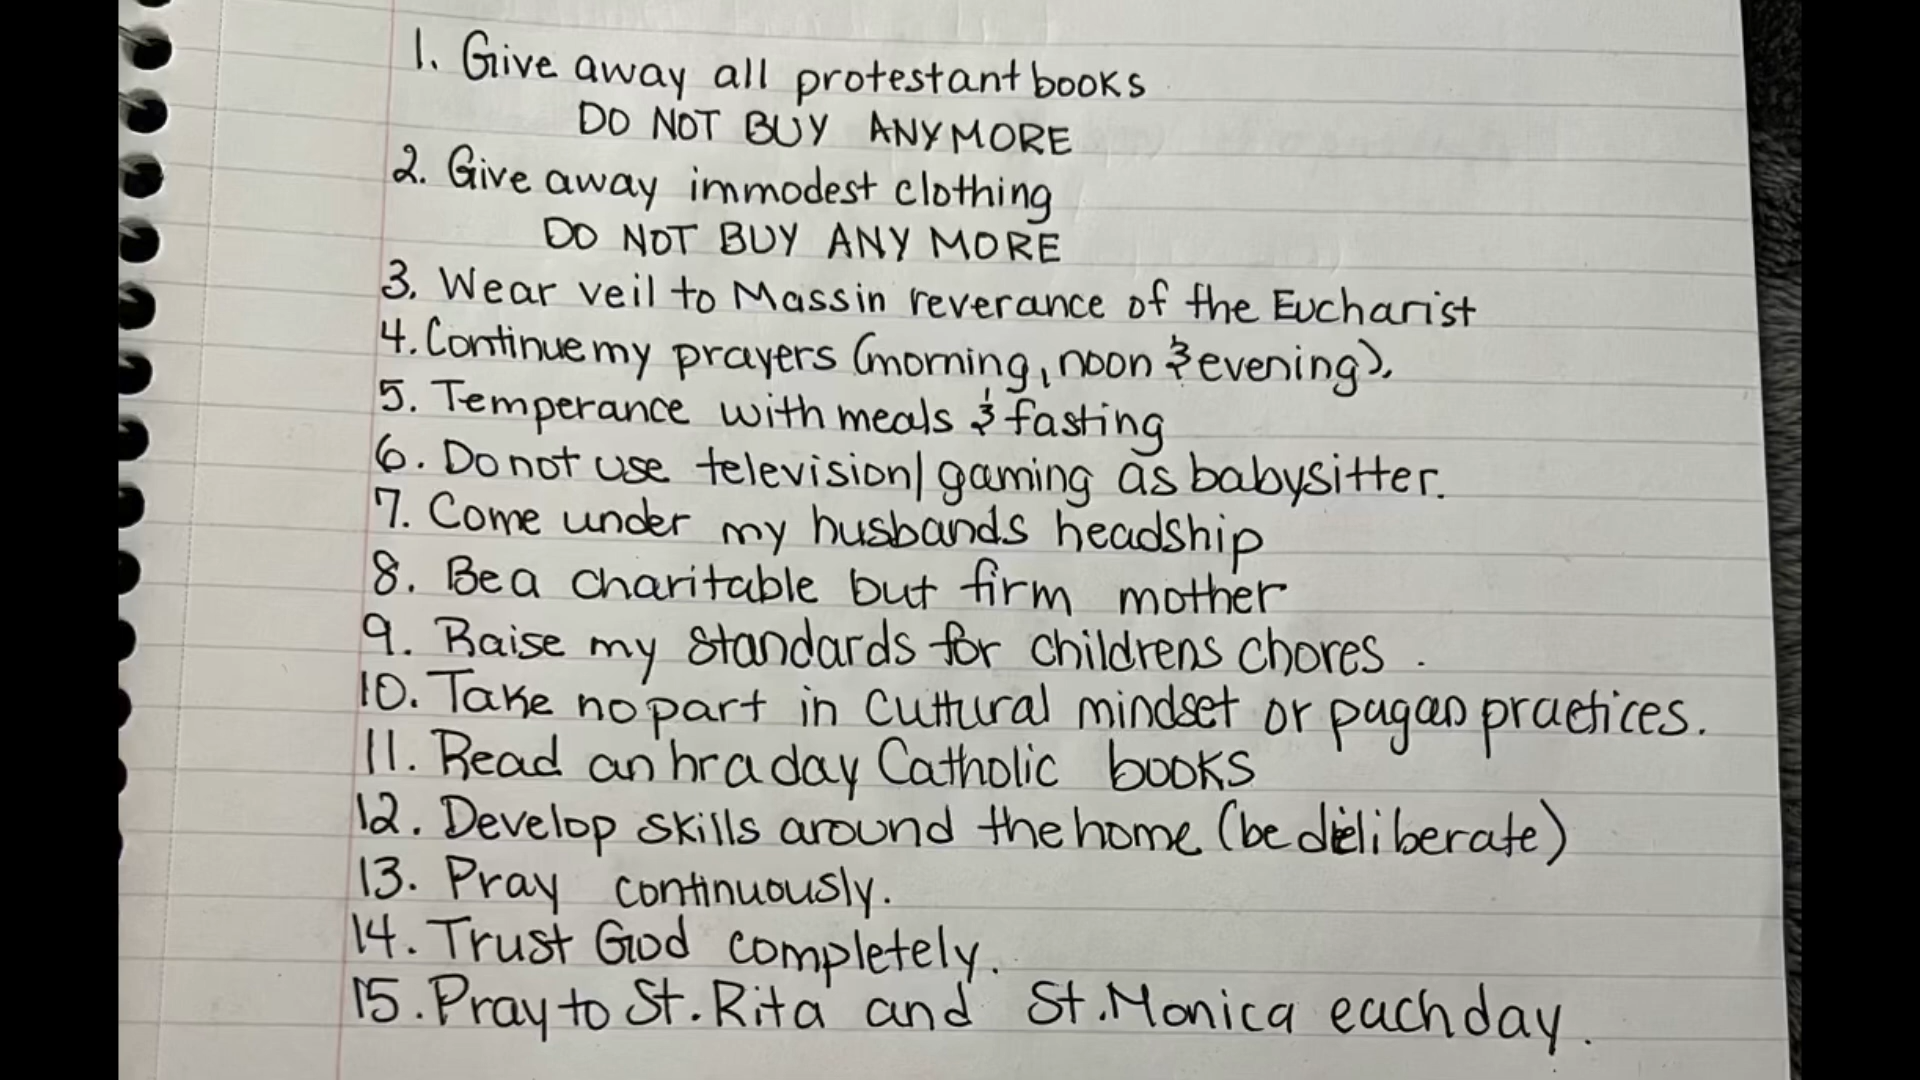 1. Give away all protestant books
DO NOT BUY ANYMORE
2. Give away immodest clothing
DO NOT BUY ANY MORE
3. Wear veil to Mass in reverance of the Eucharist
4. Continue my prayers (morning, noon & evening).
5. Temperance with meals & fasting
6. Do not use television/gaming as babysitter.
7. Come under my husbands headship
8. Be a charitable but firm mother
9. Raise my standards for childrens chores.
10. Take no part in cultural mindset or pagan practices.
11. Read an hr a day Catholic books
12. Develop skills around the home (be deliberate)
13. Pray continuously.
14. Trust God completely.
15. Pray to St. Rita and St. Monica each day.